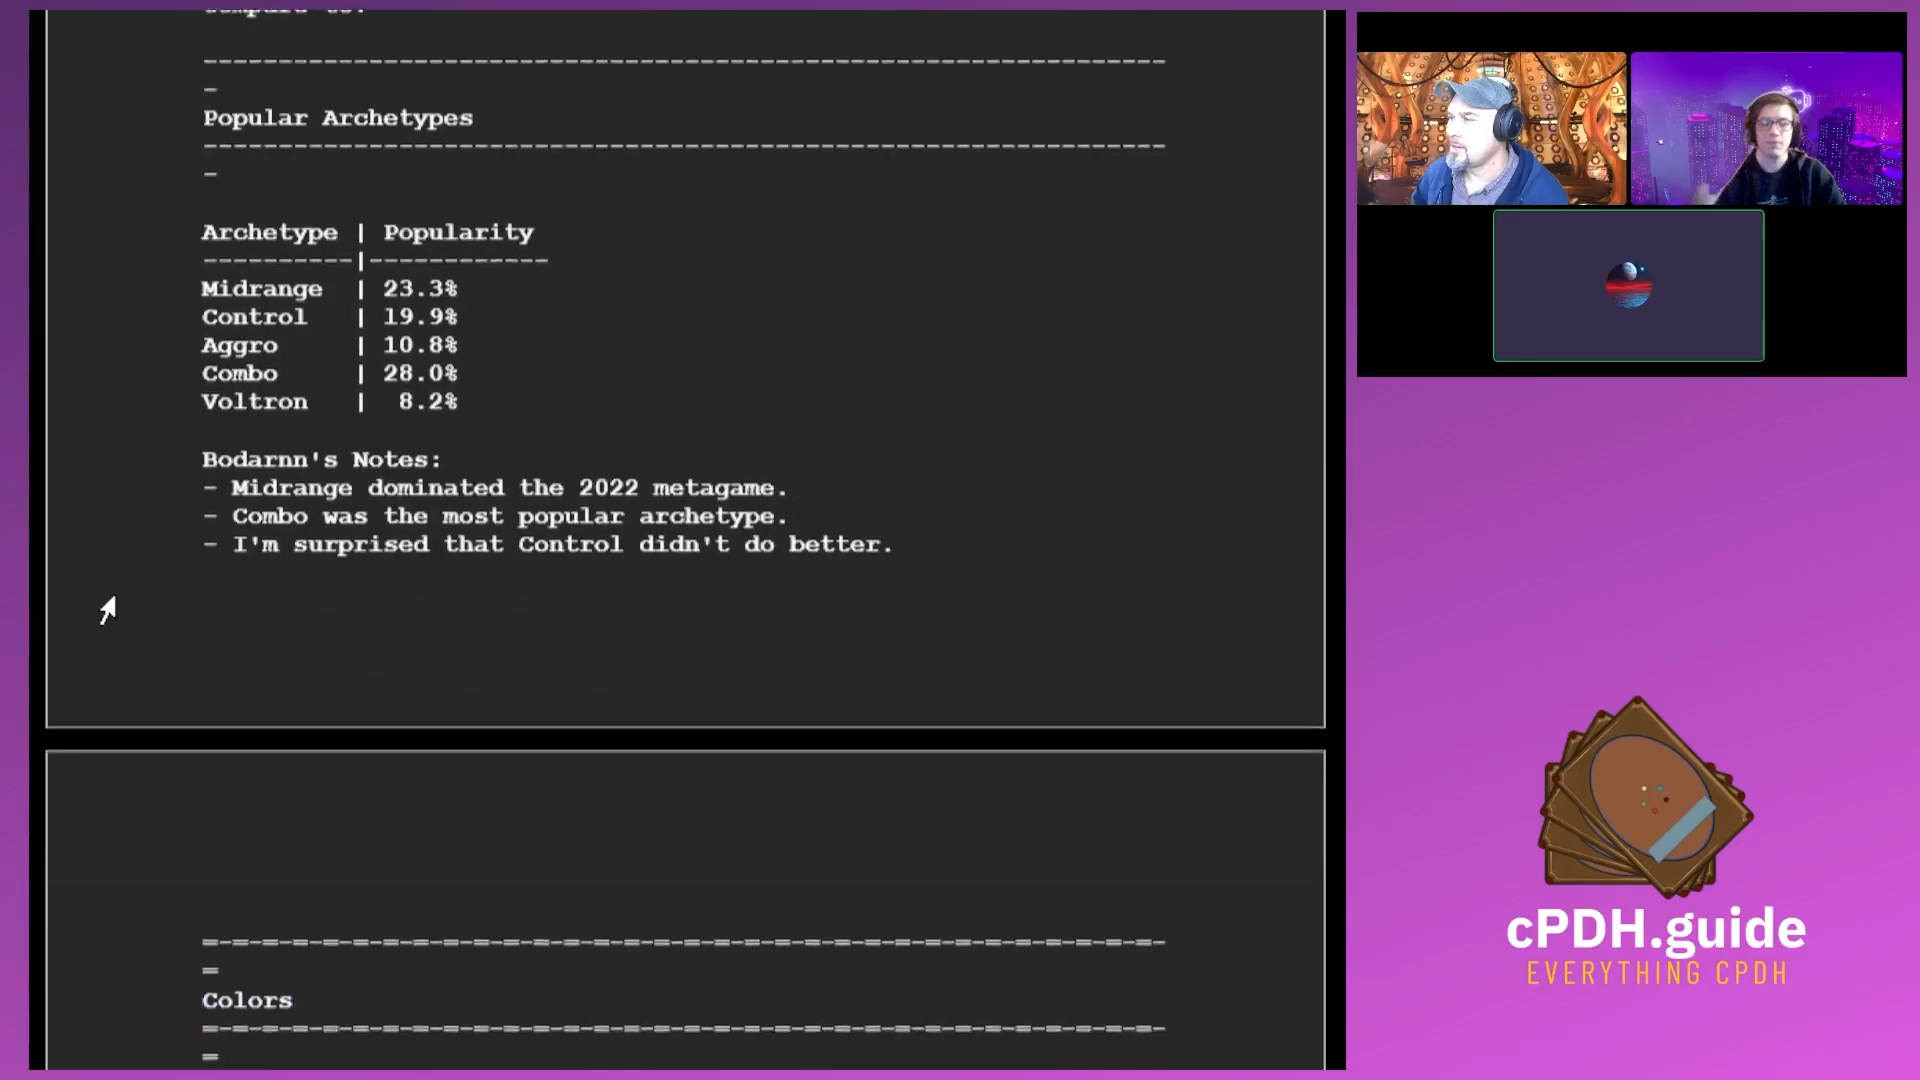 -----------------------------------------------------------------
-
Popular Archetypes
-----------------------------------------------------------------
-
Archetype | Popularity
----------|------------
Midrange | 23.3%
Control | 19.9%
Aggro | 10.8%
Combo | 28.0%
Voltron | 8.2%
Bodarnn's Notes:
- Midrange dominated the 2022 metagame.
- Combo was the most popular archetype.
- I'm surprised that Control didn't do better.
=-=-=-=-=-=-=-=-=-=-=-=-=-=-=-=-=-=-=-=-=-=-=-=-=-=-=-=-=-=-=-=-
=
Colors
=-=-=-=-=-=-=-=-=-=-=-=-=-=-=-=-=-=-=-=-=-=-=-=-=-=-=-=-=-=-=-=-
=
cPDH.guide
EVERYTHING CPDH